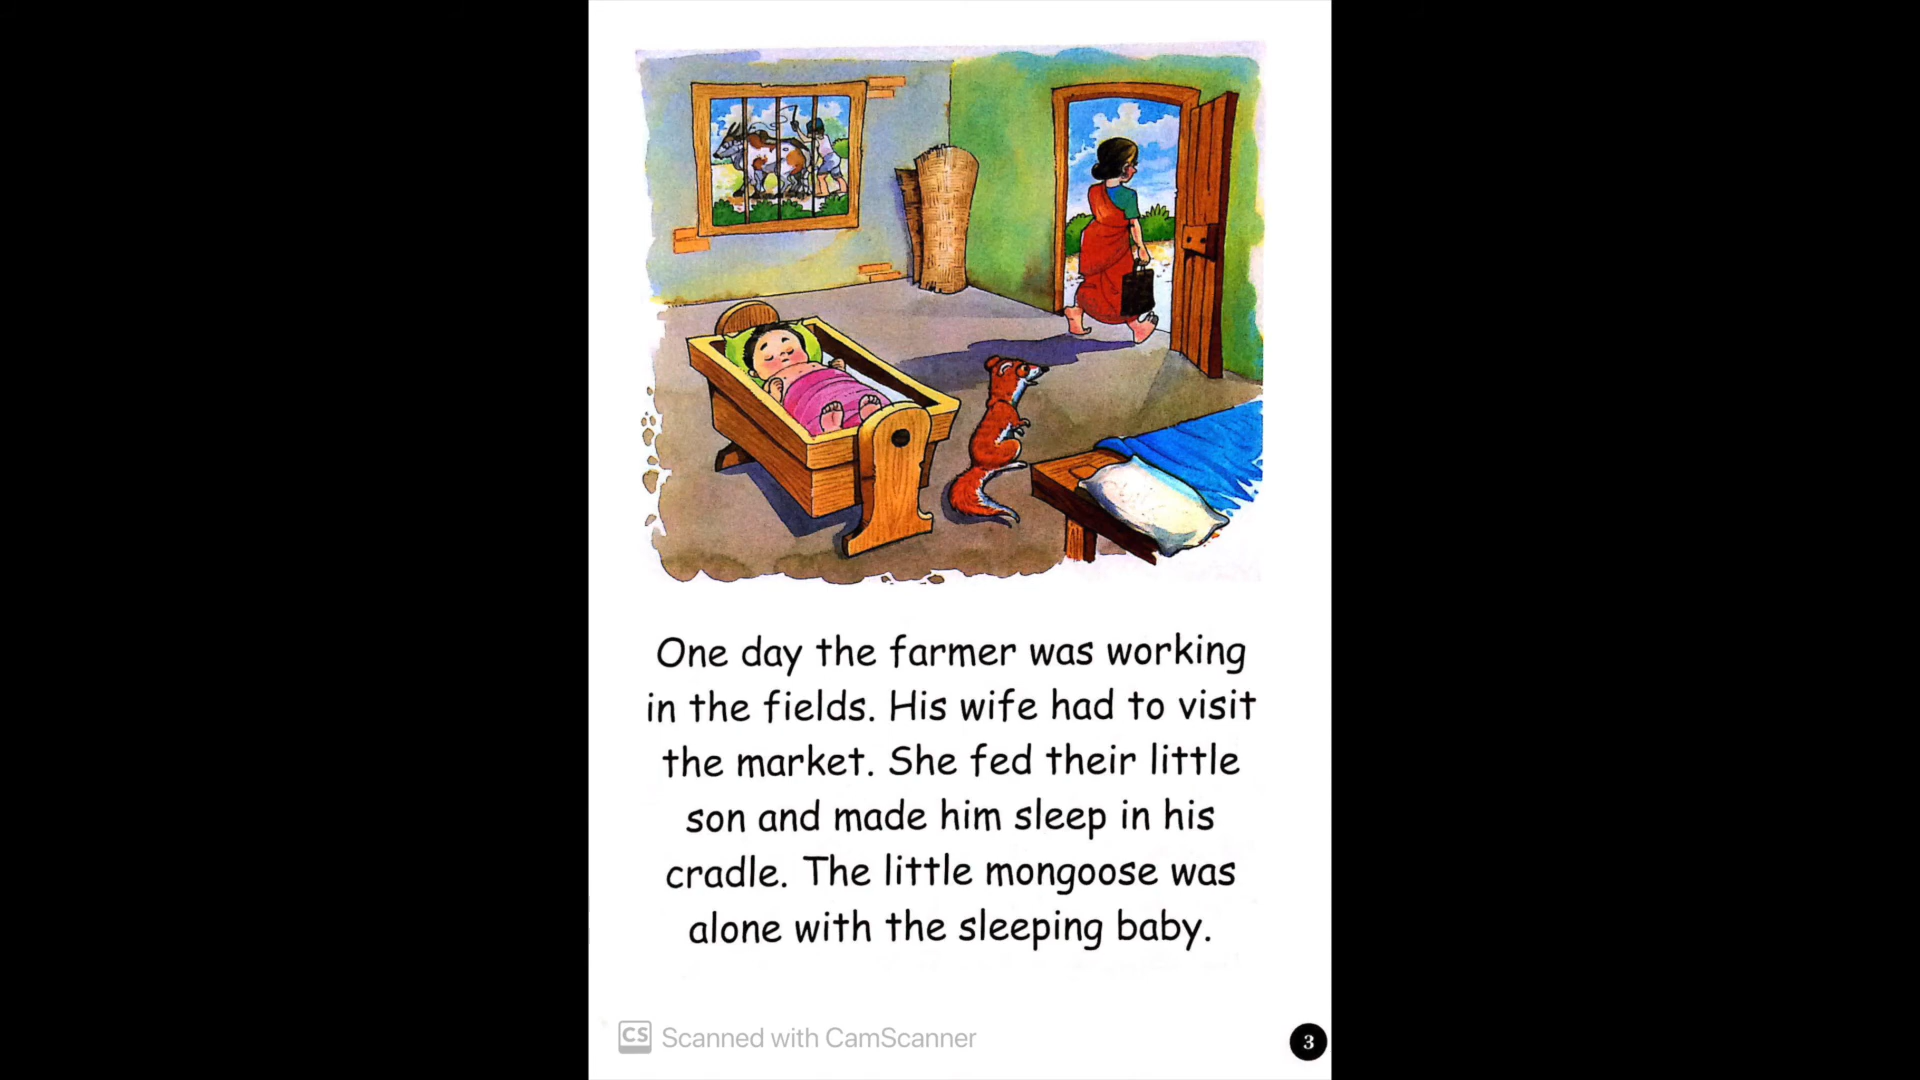 One day the farmer was working
in the fields. His wife had to visit
the market. She fed their little
son and made him sleep in his
cradle. The little mongoose was
alone with the sleeping baby.
CS Scanned with CamScanner
3